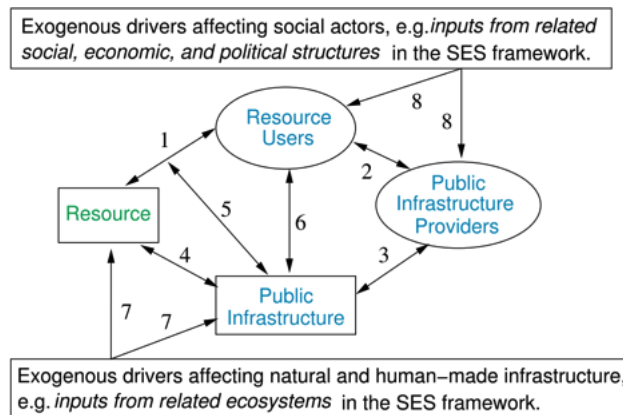 Exogenous drivers affecting social actors, e.g. inputs from related
social, economic, and political structures in the SES framework.
8
8
Resource
Users
1
2
Public
Infrastructure
Providers
Resource
5
6
4
3
Public
Infrastructure
7
7
Exogenous drivers affecting natural and human-made infrastructure,
e.g. inputs from related ecosystems in the SES framework.